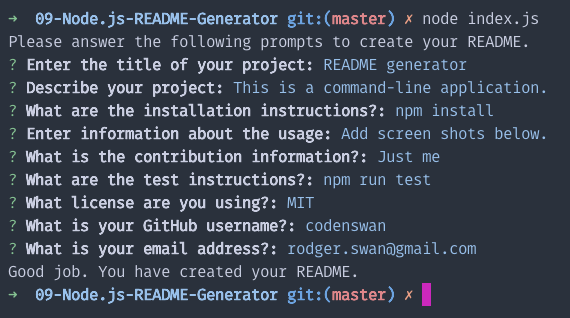 ➜ 09-Node.js-README-Generator git:(master) ✗ node index.js
Please answer the following prompts to create your README.
? Enter the title of your project: README generator
? Describe your project: This is a command-line application.
? What are the installation instructions?: npm install
? Enter information about the usage: Add screen shots below.
? What is the contribution information?: Just me
? What are the test instructions?: npm run test
? What license are you using?: MIT
? What is your GitHub username?: codenswan
? What is your email address?: rodger.swan@gmail.com
Good job. You have created your README.
➜ 09-Node.js-README-Generator git:(master) ✗